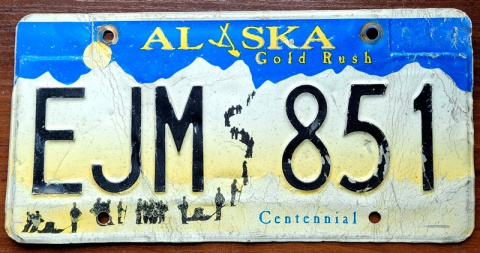 ALASKA
Gold Rush
EJM 851
Centennial